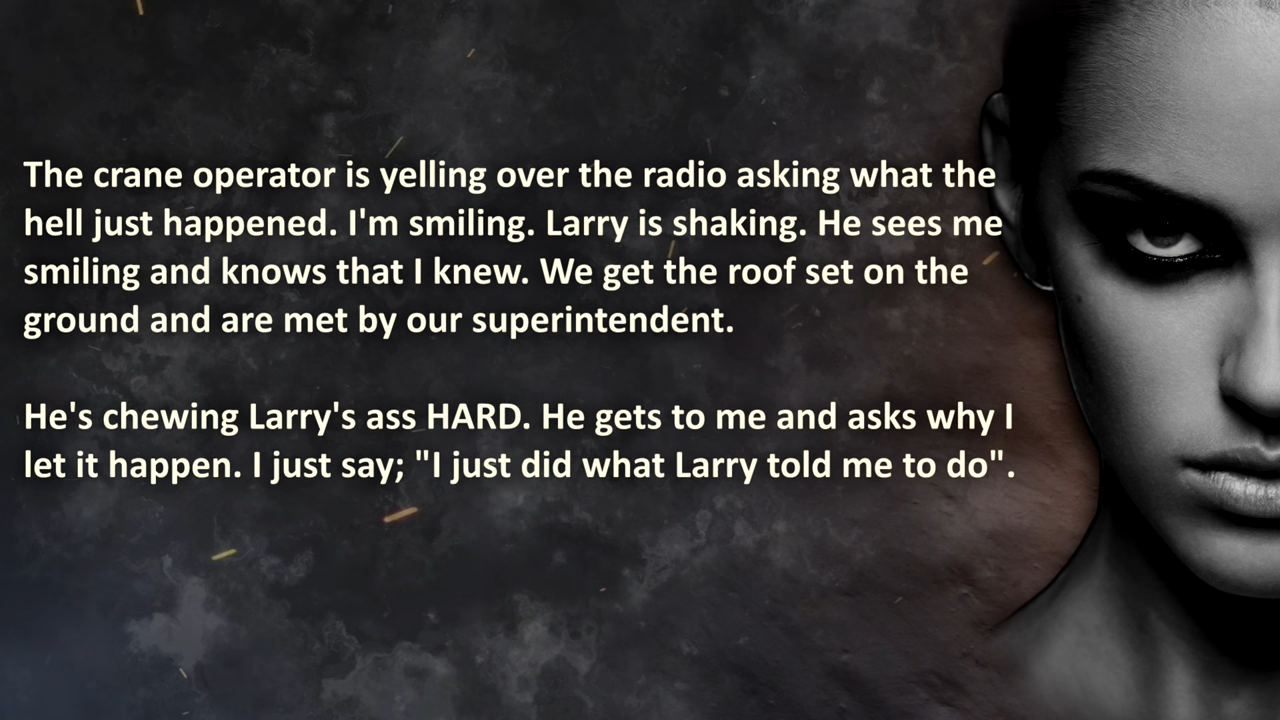 The crane operator is yelling over the radio asking what the
hell just happened. I'm smiling. Larry is shaking. He sees me
smiling and knows that I knew. We get the roof set on the
ground and are met by our superintendent.
He's chewing Larry's ass HARD. He gets to me and asks why I
let it happen. I just say; "I just did what Larry told me to do".